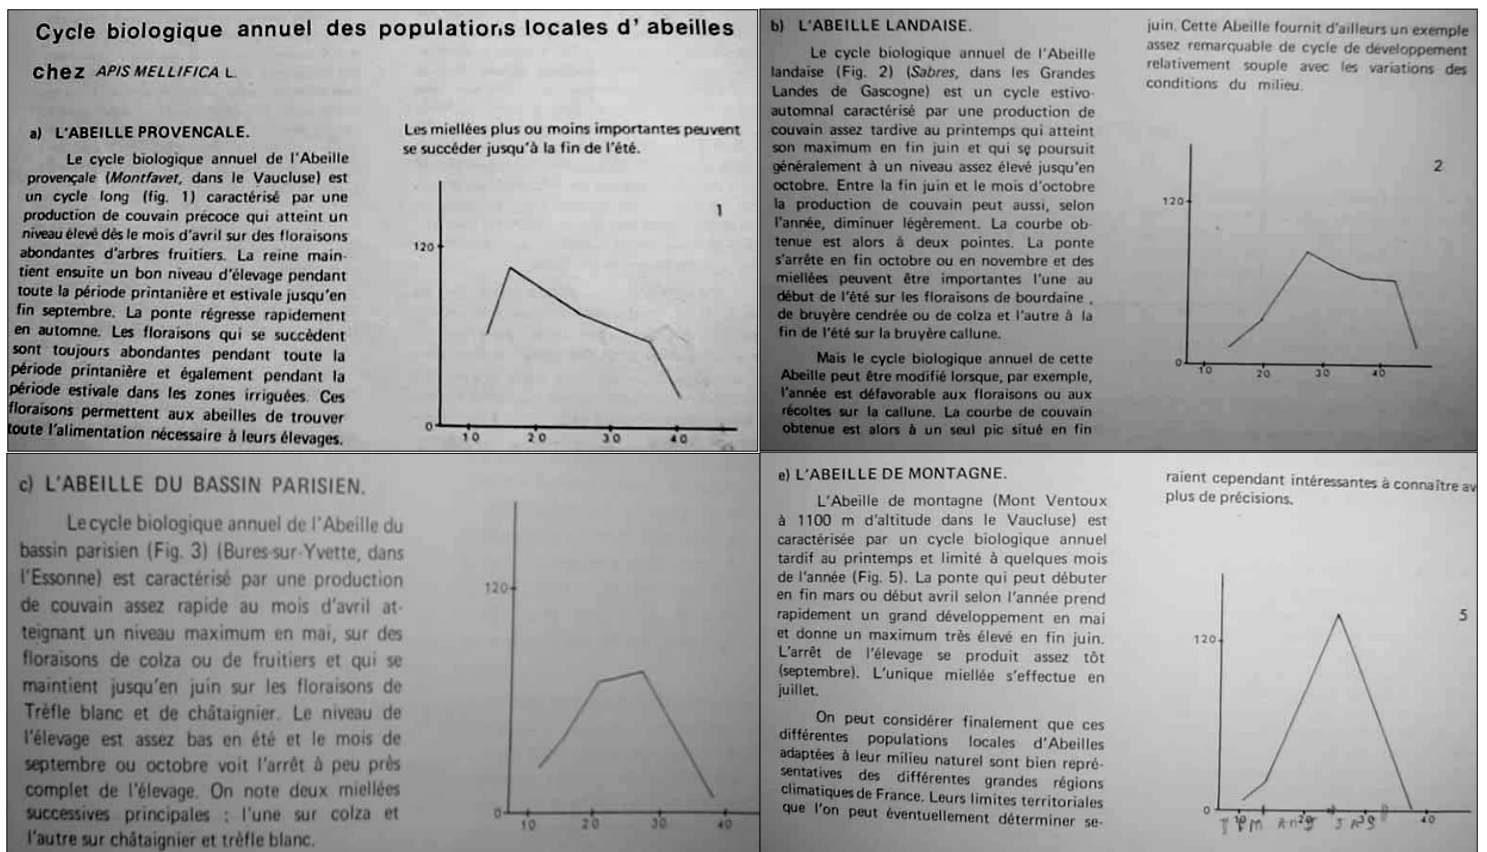 Cycle biologique annuel des populations locales d' abeilles
chez APIS MELLIFICA L.
a) L'ABEILLE PROVENCALE.
Le cycle biologique annuel de l'Abeille
provençale (Montfavet, dans le Vaucluse) est
un cycle long (fig. 1) caractérisé par une
production de couvain précoce qui atteint un
niveau élevé dès le mois d'avril sur des floraisons
abondantes d'arbres fruitiers. La reine main-
tient ensuite un bon niveau d'élevage pendant
toute la période printanière et estivale jusqu'en
fin septembre. La ponte régresse rapidement
en automne. Les floraisons qui se succèdent
sont toujours abondantes pendant toute la
période printanière et également pendant la
période estivale dans les zones irriguées. Ces
floraisons permettent aux abeilles de trouver
toute l'alimentation nécessaire à leurs élevages.
Les miellées plus ou moins importantes peuvent
se succéder jusqu'à la fin de l'été.
1
120
0
10 20 30 40
b) L'ABEILLE LANDAISE.
Le cycle biologique annuel de l'Abeille
landaise (Fig. 2) (Sabres, dans les Grandes
Landes de Gascogne) est un cycle estivo-
automnal caractérisé par une production de
couvain assez tardive au printemps qui atteint
son maximum en fin juin et qui se poursuit
généralement à un niveau assez élevé jusqu'en
octobre. Entre la fin juin et le mois d'octobre
la production de couvain peut aussi, selon
l'année, diminuer légèrement. La courbe ob-
tenue est alors à deux pointes. La ponte
s'arrête en fin octobre ou en novembre et des
miellées peuvent être importantes l'une au
début de l'été sur les floraisons de bourdaine,
de bruyère cendrée ou de colza et l'autre à la
fin de l'été sur la bruyère callune.
Mais le cycle biologique annuel de cette
Abeille peut être modifié lorsque, par exemple,
l'année est défavorable aux floraisons ou aux
récoltes sur la callune. La courbe de couvain
obtenue est alors à un seul pic situé en fin
juin. Cette Abeille fournit d'ailleurs un exemple
assez remarquable de cycle de développement
relativement souple avec les variations des
conditions du milieu.
2
120
0
10 20 30 40
c) L'ABEILLE DU BASSIN PARISIEN.
Le cycle biologique annuel de l'Abeille du
bassin parisien (Fig. 3) (Bures-sur-Yvette, dans
l'Essonne) est caractérisé par une production
de couvain assez rapide au mois d'avril at-
teignant un niveau maximum en mai, sur des
floraisons de colza ou de fruitiers et qui se
maintient jusqu'en juin sur les floraisons de
Trèfle blanc et de châtaignier. Le niveau de
l'élevage est assez bas en été et le mois de
septembre ou octobre voit l'arrêt à peu près
complet de l'élevage. On note deux miellées
successives principales : l'une sur colza et
l'autre sur châtaignier et trèfle blanc.
120
0
10 20 30 40
e) L'ABEILLE DE MONTAGNE.
L'Abeille de montagne (Mont Ventoux
à 1100 m d'altitude dans le Vaucluse) est
caractérisée par un cycle biologique annuel
tardif au printemps et limité à quelques mois
de l'année (Fig. 5). La ponte qui peut débuter
en fin mars ou début avril selon l'année prend
rapidement un grand développement en mai
et donne un maximum très élevé en fin juin.
L'arrêt de l'élevage se produit assez tôt
(septembre). L'unique miellée s'effectue en
juillet.
On peut considérer finalement que ces
différentes populations locales d'Abeilles
adaptées à leur milieu naturel sont bien repré-
sentatives des différentes grandes régions
climatiques de France. Leurs limites territoriales
que l'on peut éventuellement déterminer se-
raient cependant intéressantes à connaître av
plus de précisions.
5
120
0
10 20 30 40